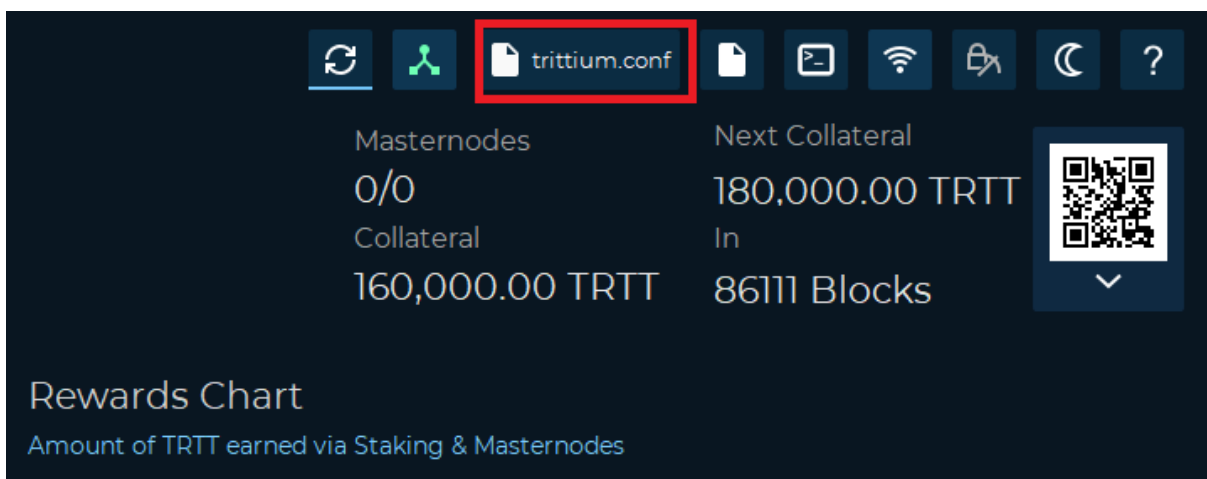 trittium.conf
?
Masternodes
0/0
Collateral
160,000.00 TRTT
Next Collateral
180,000.00 TRTT
In
86111 Blocks
Rewards Chart
Amount of TRTT earned via Staking & Masternodes